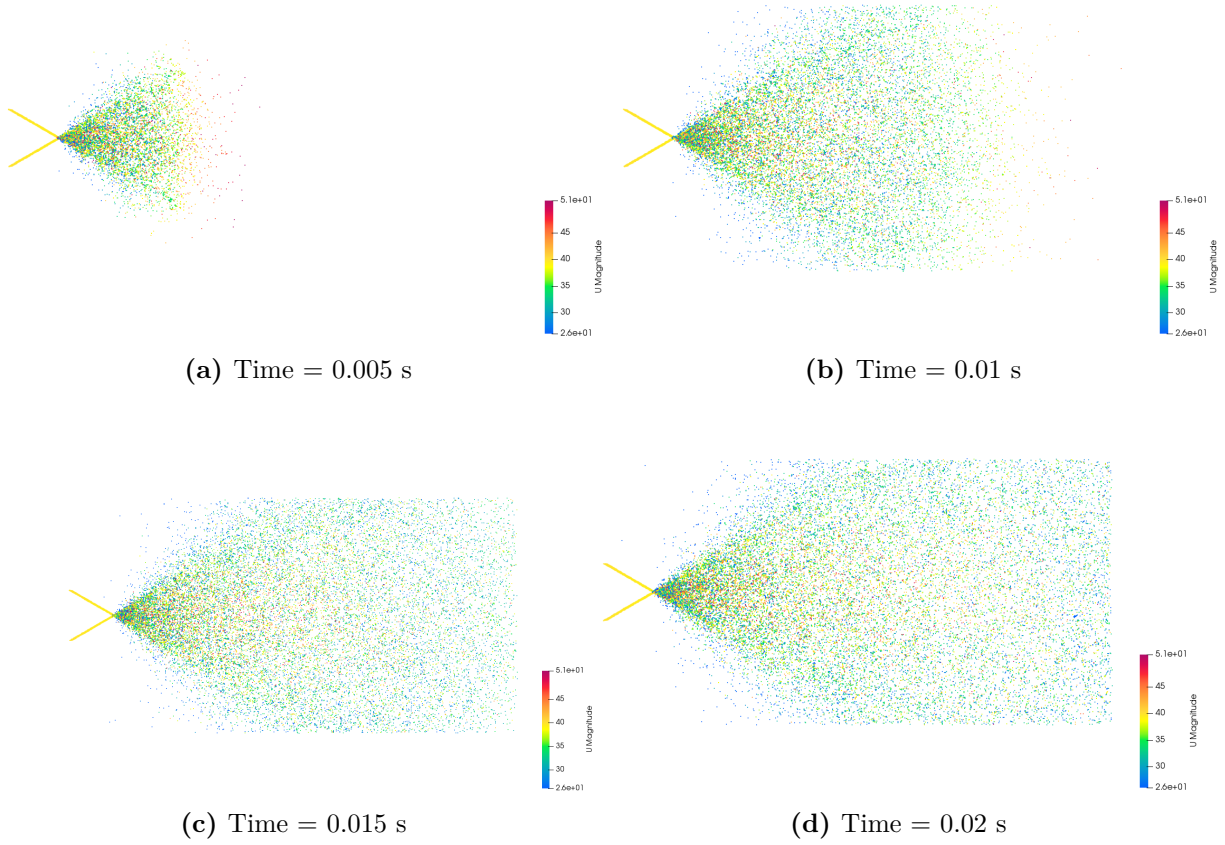 5.1e+01
45
40
35
30
2.6e+01
U Magnitude
(a) Time = 0.005 s
5.1e+01
45
40
35
30
2.6e+01
U Magnitude
(b) Time = 0.01 s
5.1e+01
45
40
35
30
2.6e+01
U Magnitude
(c) Time = 0.015 s
5.1e+01
45
40
35
30
2.6e+01
U Magnitude
(d) Time = 0.02 s